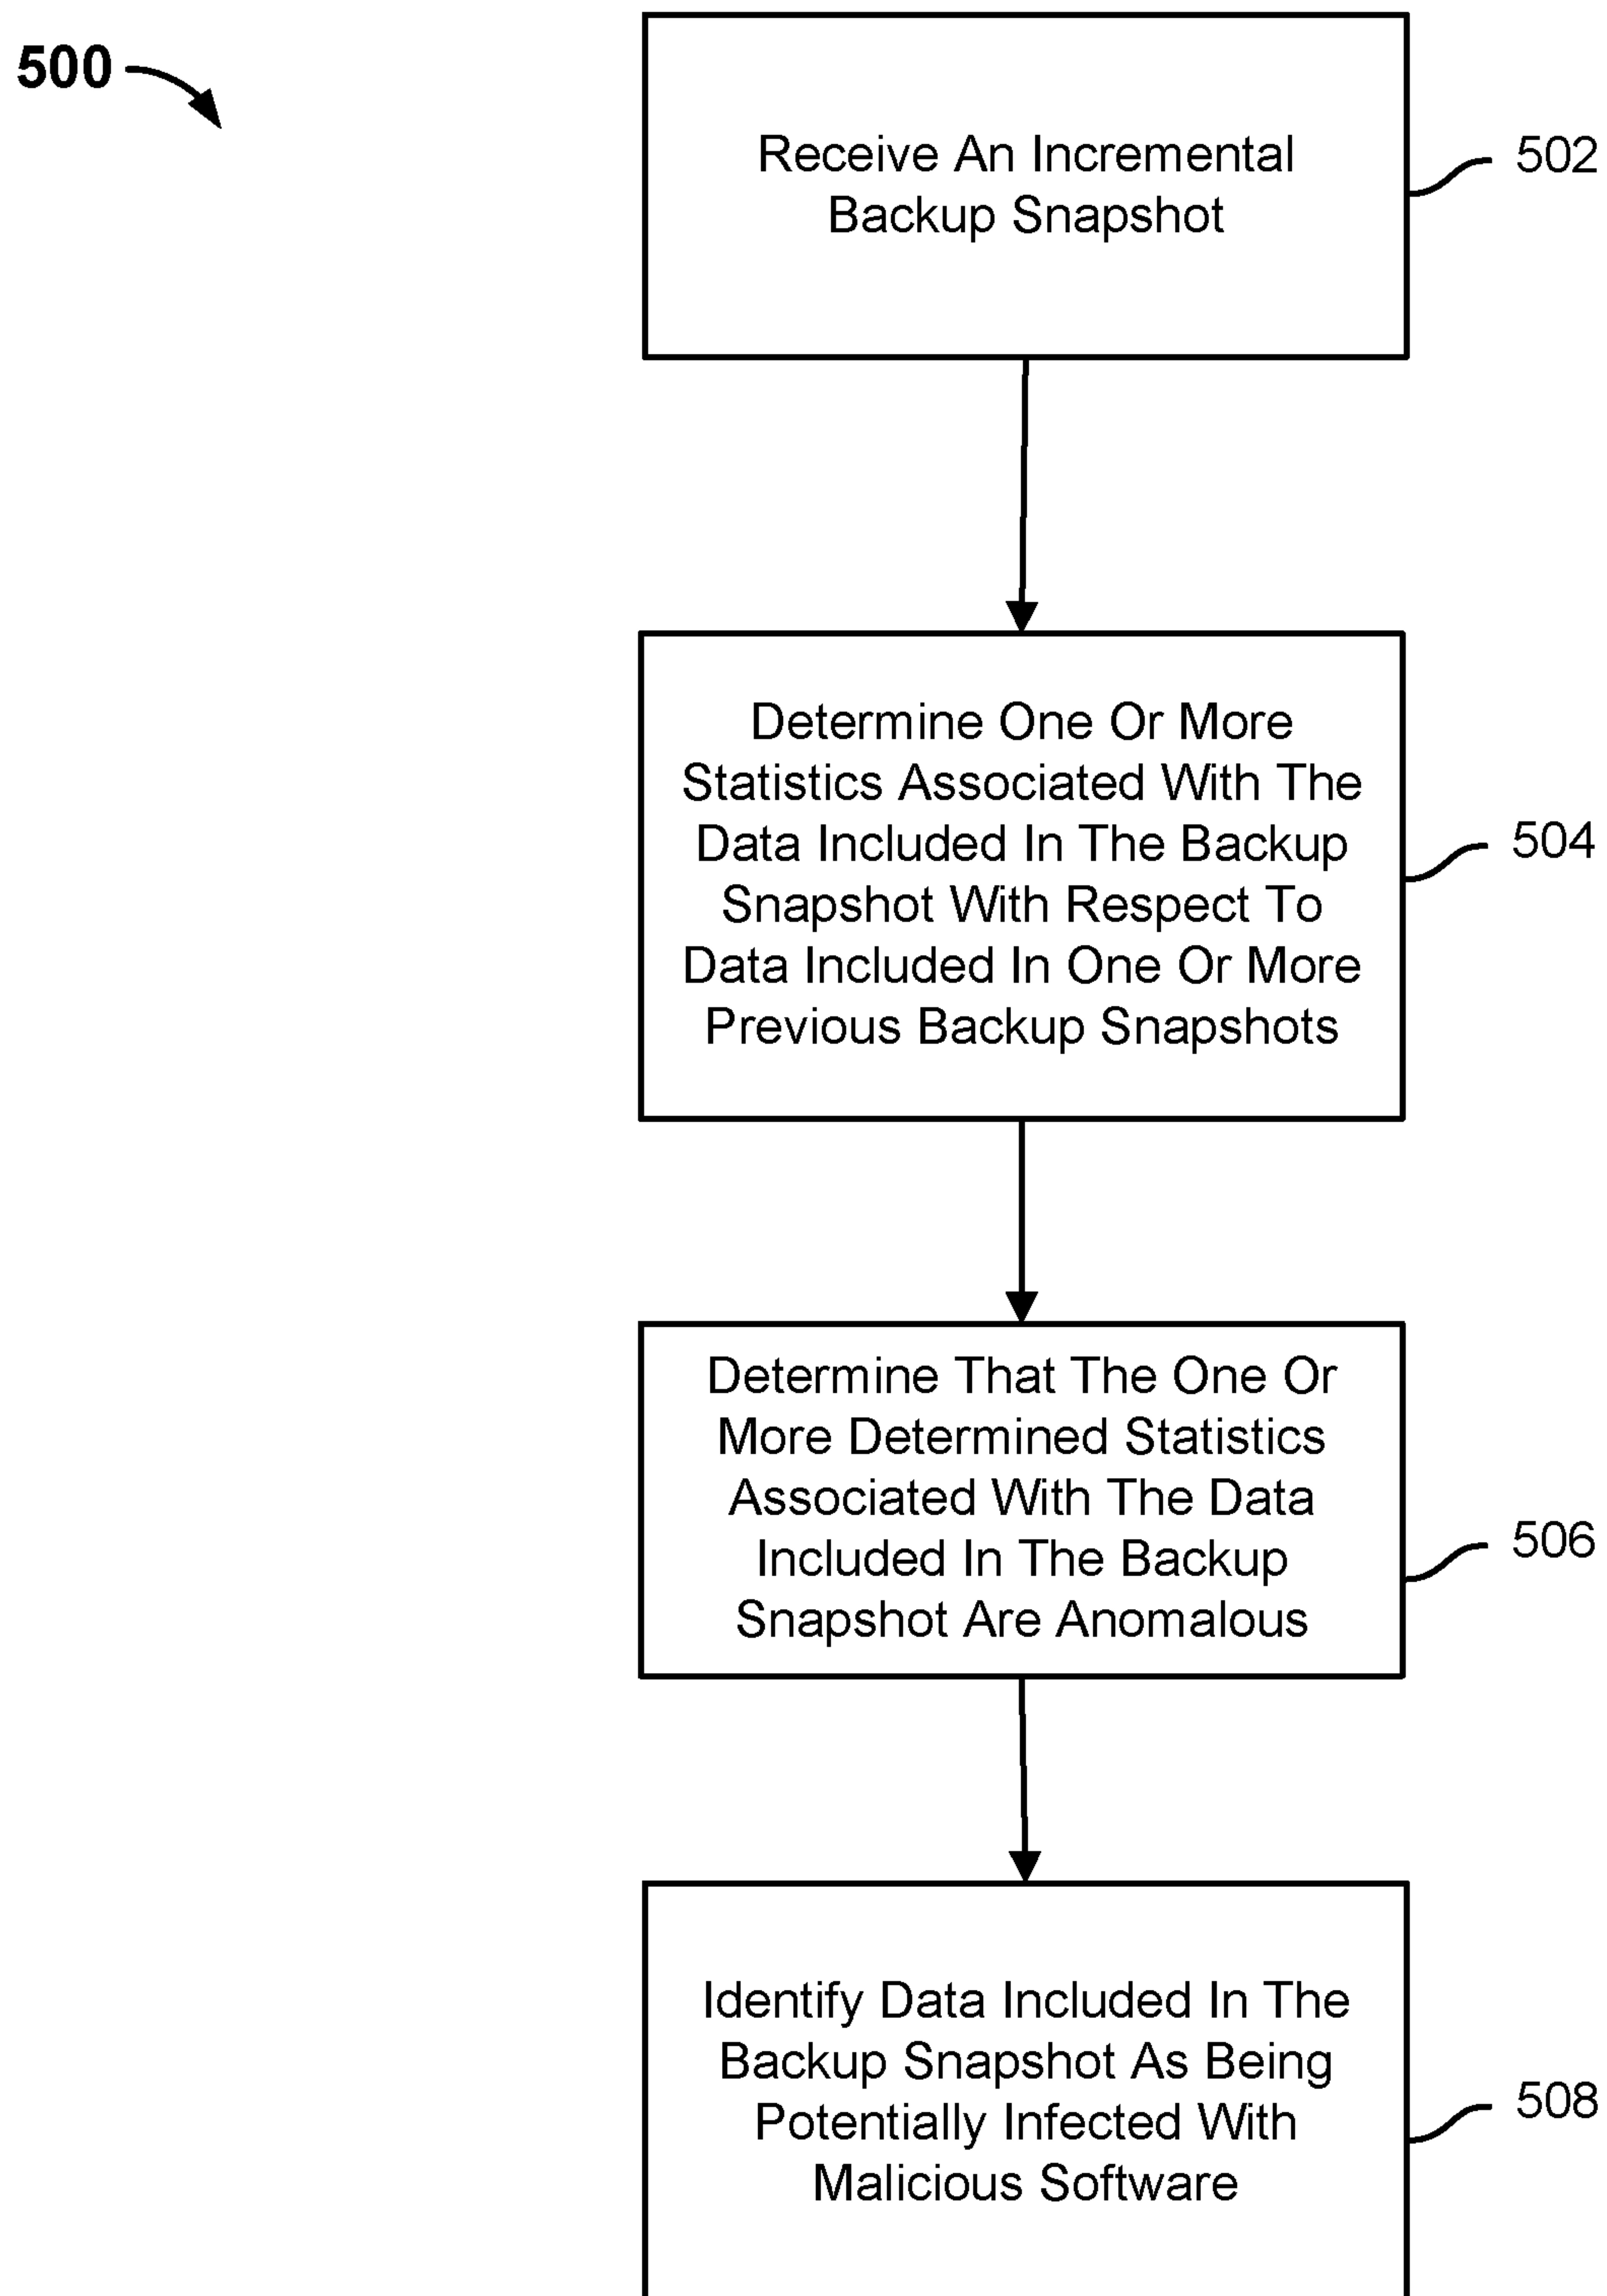 500
Receive An Incremental
Backup Snapshot
502
Determine One Or More
Statistics Associated With The
Data Included In The Backup
Snapshot With Respect To
Data Included In One Or More
Previous Backup Snapshots
504
Determine That The One Or
More Determined Statistics
Associated With The Data
Included In The Backup
Snapshot Are Anomalous
506
Identify Data Included In The
Backup Snapshot As Being
Potentially Infected With
Malicious Software
508